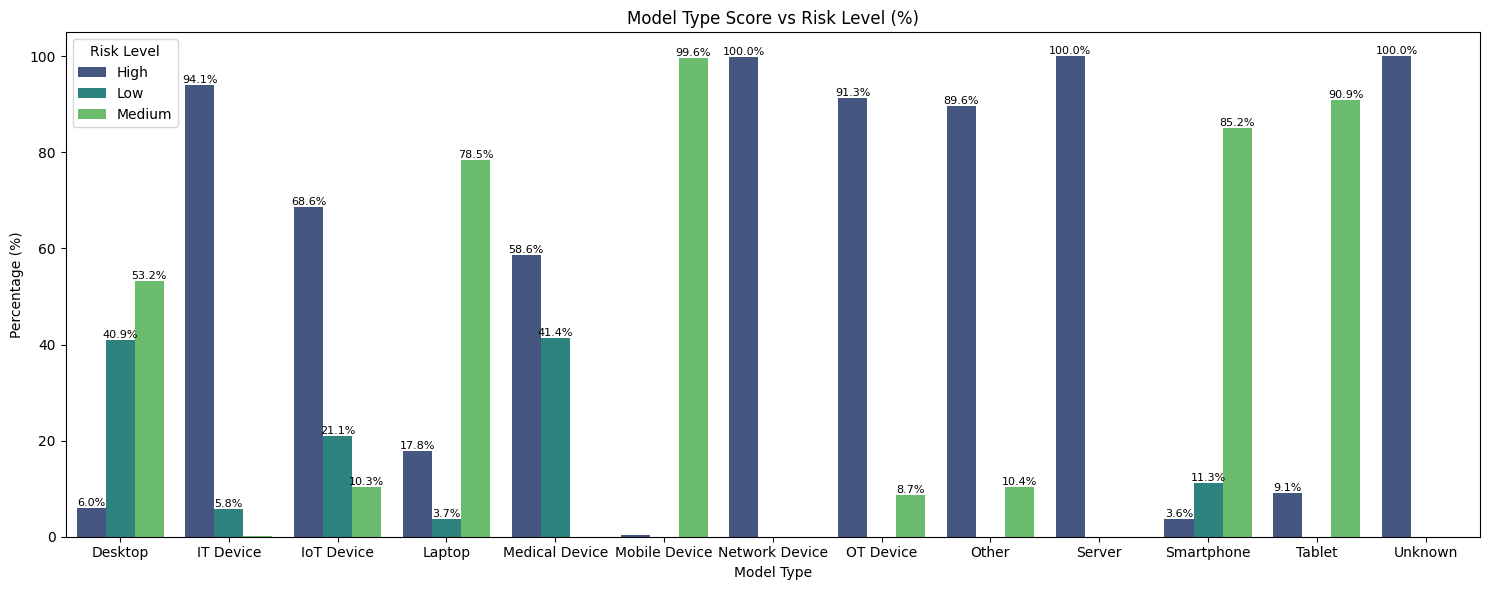 Model Type Score vs Risk Level (%)
Risk Level
High
Low
Medium
Percentage (%)
100
80
60
40
20
0
6.0%
40.9%
53.2%
94.1%
5.8%
68.6%
21.1%
10.3%
17.8%
3.7%
78.5%
58.6%
41.4%
99.6%
100.0%
91.3%
8.7%
89.6%
10.4%
100.0%
3.6%
11.3%
85.2%
9.1%
90.9%
100.0%
Desktop
IT Device
IoT Device
Laptop
Medical Device
Mobile Device
Network Device
OT Device
Other
Server
Smartphone
Tablet
Unknown
Model Type